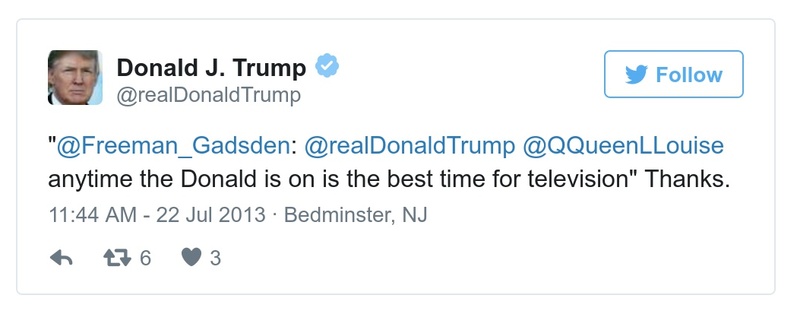 Donald J. Trump
@realDonaldTrump
Follow
"@Freeman_Gadsden: @realDonaldTrump @QQueenLLouise
anytime the Donald is on is the best time for television" Thanks.
11:44 AM - 22 Jul 2013 · Bedminster, NJ
6 3